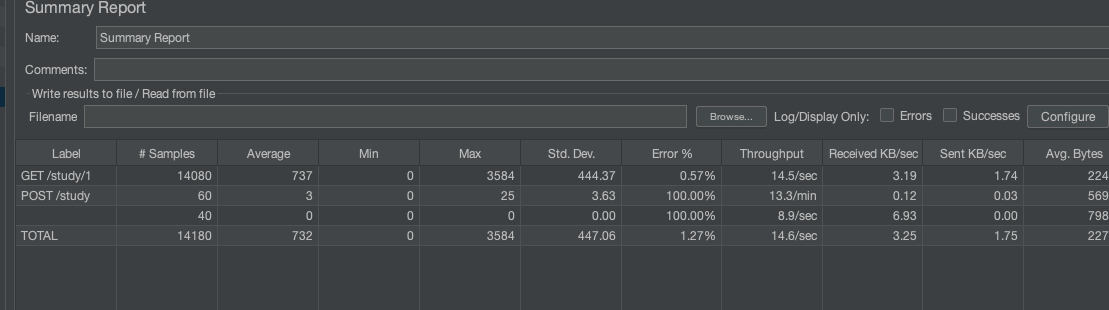 Summary Report
Name: Summary Report
Comments:
Write results to file / Read from file
Filename Browse... Log/Display Only: Errors Successes Configure
Label # Samples Average Min Max Std. Dev. Error % Throughput Received KB/sec Sent KB/sec Avg. Bytes
GET /study/1 14080 737 0 3584 444.37 0.57% 14.5/sec 3.19 1.74 224
POST /study 60 3 0 25 3.63 100.00% 13.3/min 0.12 0.03 569
40 0 0 0 0.00 100.00% 8.9/sec 6.93 0.00 798
TOTAL 14180 732 0 3584 447.06 1.27% 14.6/sec 3.25 1.75 227